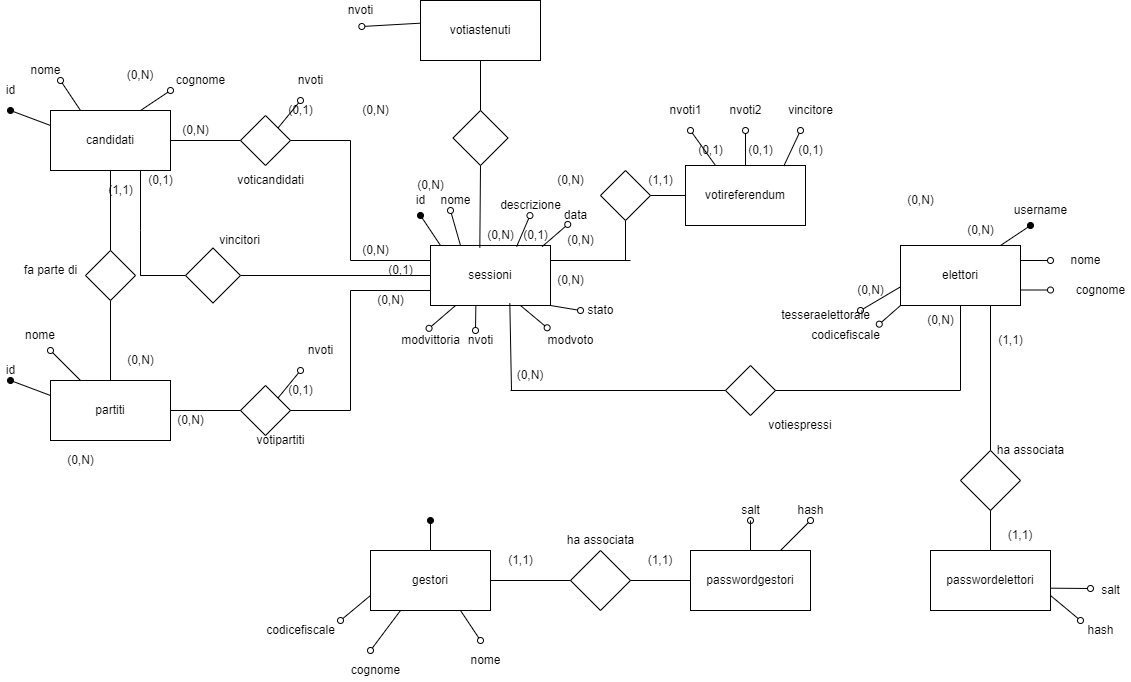 nvoti
votiastenuti
nome
(0,N)
cognome
nvoti
id
(0,1)
(0,N)
nvoti1
nvoti2
vincitore
candidati
(0,N)
(0,1)
(0,1)
(0,1)
voticandidati
(1,1)
(0,1)
(0,N)
(0,N)
(1,1)
votireferendum
id
nome
descrizione
data
(0,N)
username
vincitori
(0,N)
(0,N)
(0,1)
(0,N)
(0,N)
fa parte di
(0,1)
sessioni
(0,N)
elettori
nome
(0,N)
(0,N)
cognome
stato
tesseraelettorale
(0,N)
codicefiscale
modvittoria
nvoti
modvoto
(1,1)
nome
nvoti
id
(0,N)
(0,N)
(0,1)
partiti
(0,N)
votipartiti
votiespressi
(0,N)
ha associata
salt
hash
ha associata
(1,1)
(1,1)
(1,1)
gestori
passwordgestori
passwordelettori
salt
codicefiscale
hash
nome
cognome